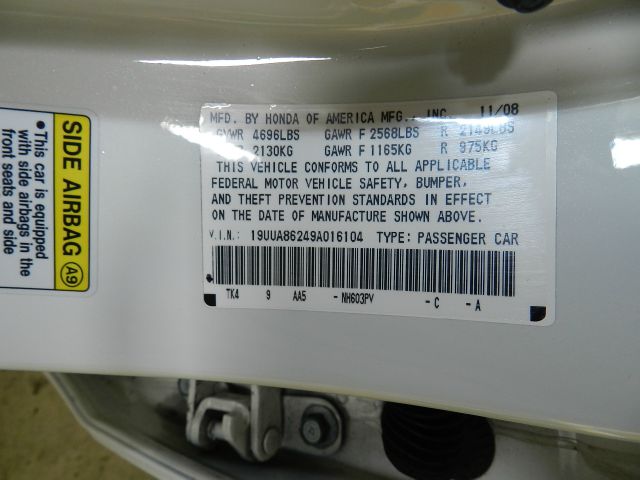 MFD. BY HONDA OF AMERICA MFG., INC. 11/08
GVWR 4696LBS GAWR F 2568LBS R 2149LBS
2130KG GAWR F 1165KG R 975KG
THIS VEHICLE CONFORMS TO ALL APPLICABLE
FEDERAL MOTOR VEHICLE SAFETY, BUMPER,
AND THEFT PREVENTION STANDARDS IN EFFECT
ON THE DATE OF MANUFACTURE SHOWN ABOVE.
V.I.N.: 19UUA86249A016104 TYPE: PASSENGER CAR
TK4 9 AA5 -NH603PV -C -A
SIDE AIRBAG A9
• This car is equipped
with side airbags in the
front seats and side